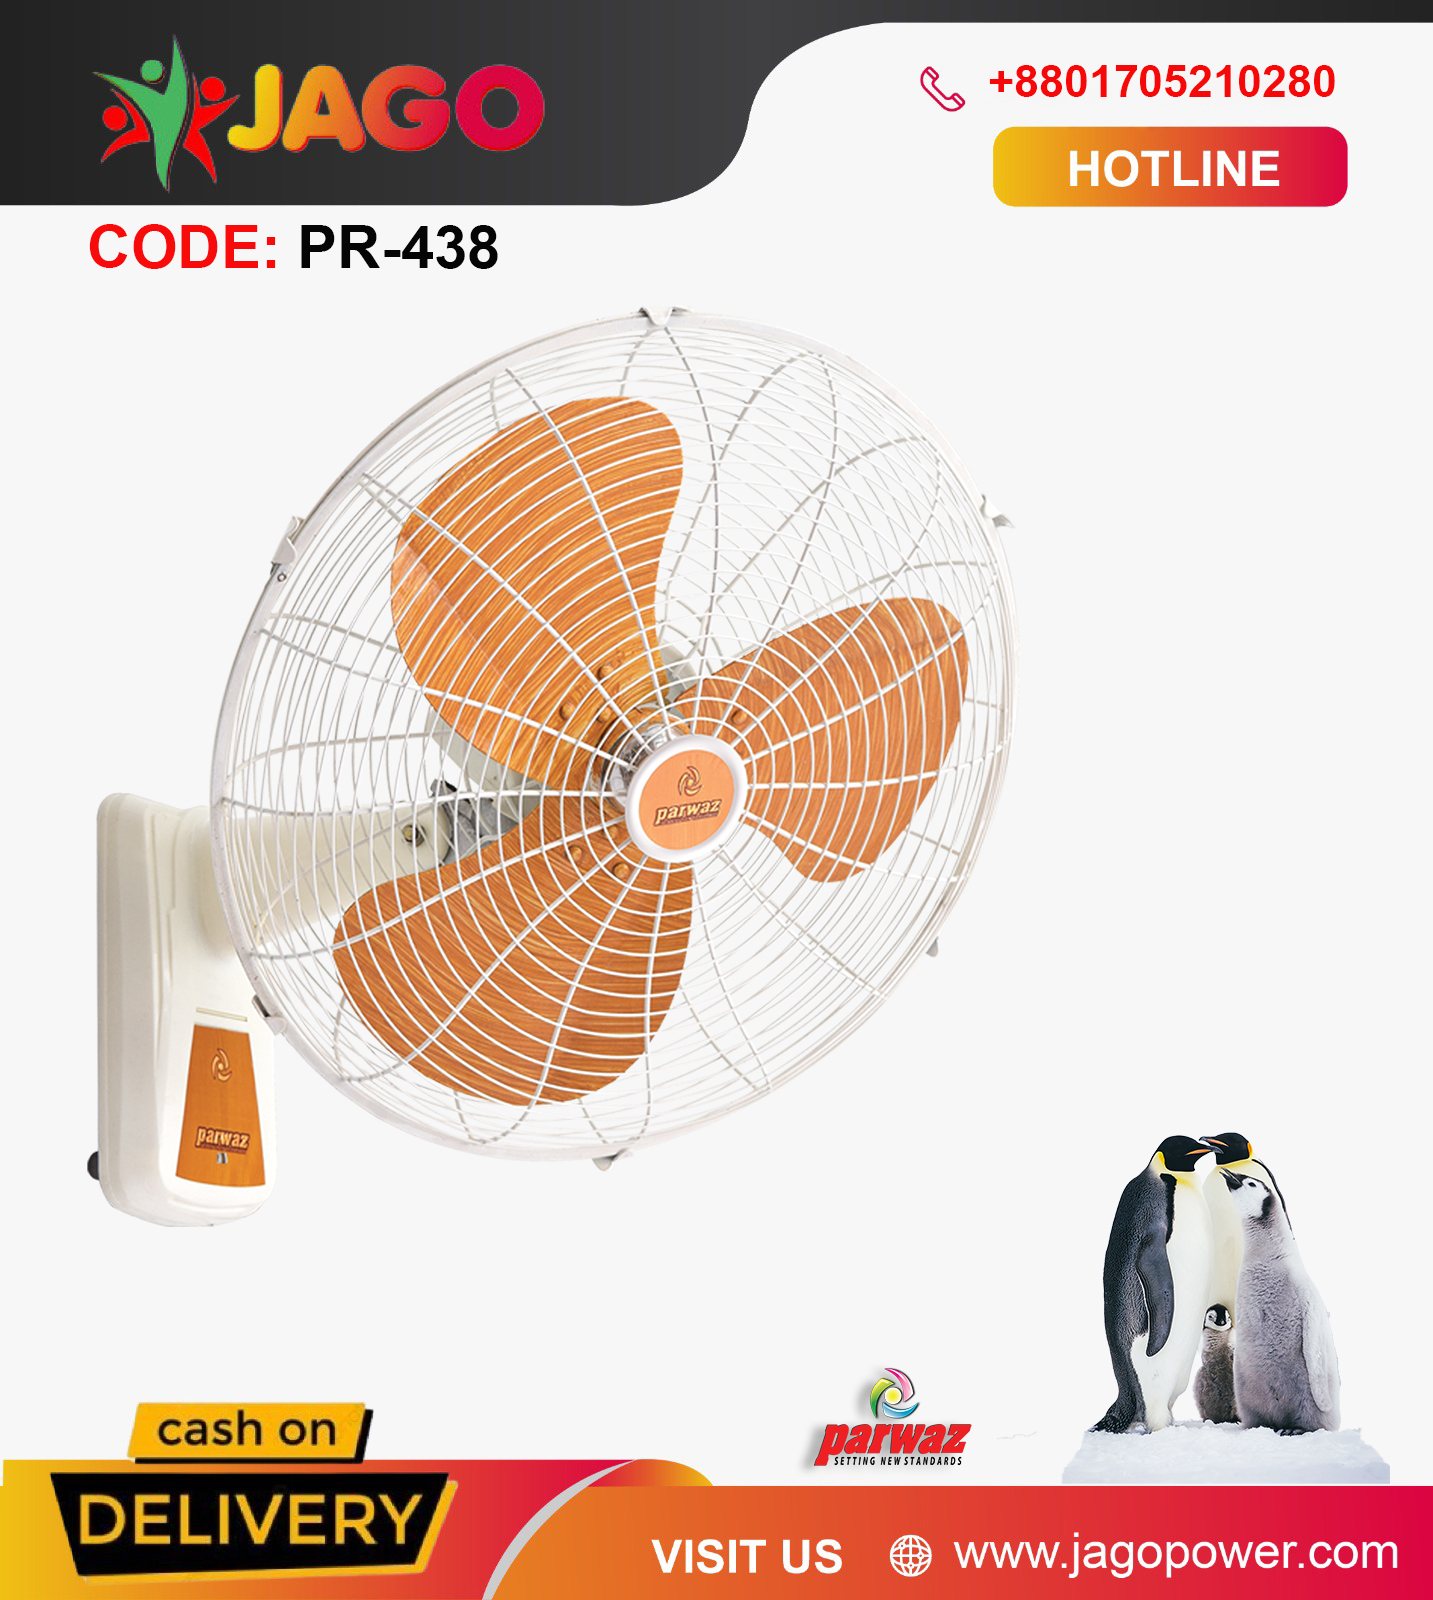 JAGO
+8801705210280
HOTLINE
CODE: PR-438
parwaz
parwaz
cash on
DELIVERY
parwaz
SETTING NEW STANDARDS
VISIT US
www.jagopower.com